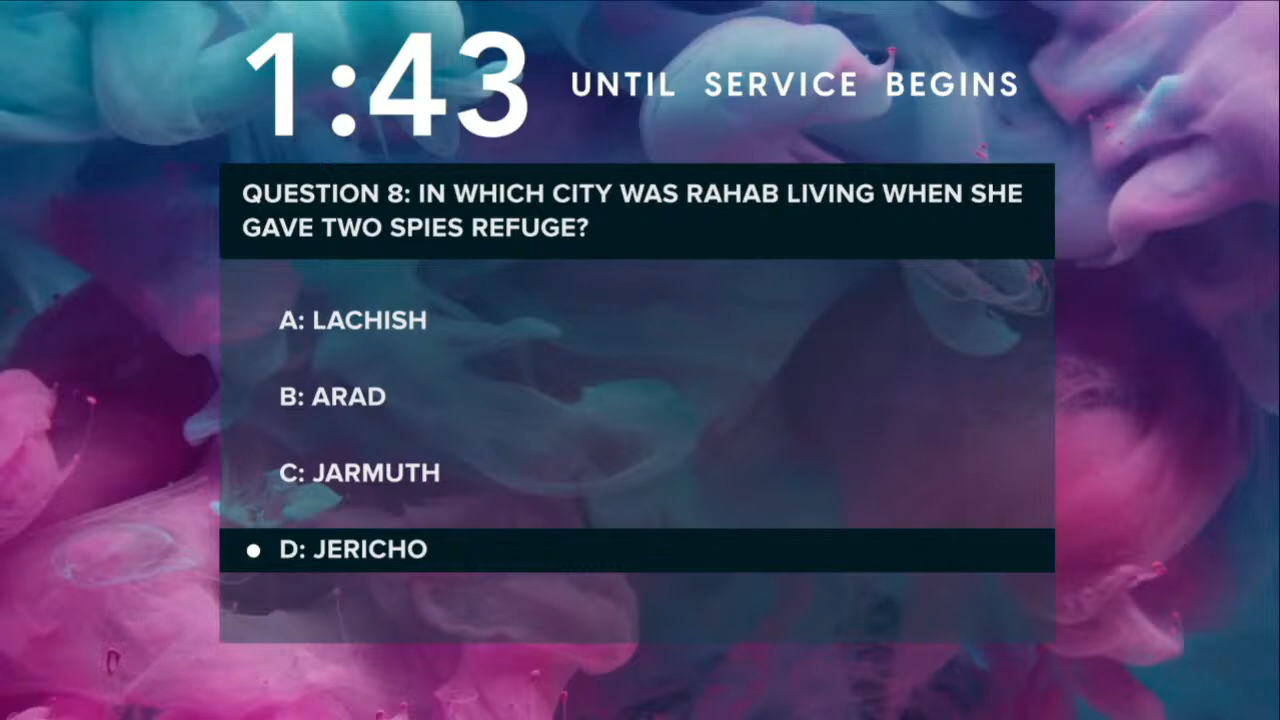 1:43 UNTIL SERVICE BEGINS
QUESTION 8: IN WHICH CITY WAS RAHAB LIVING WHEN SHE
GAVE TWO SPIES REFUGE?
A: LACHISH
B: ARAD
C: JARMUTH
D: JERICHO